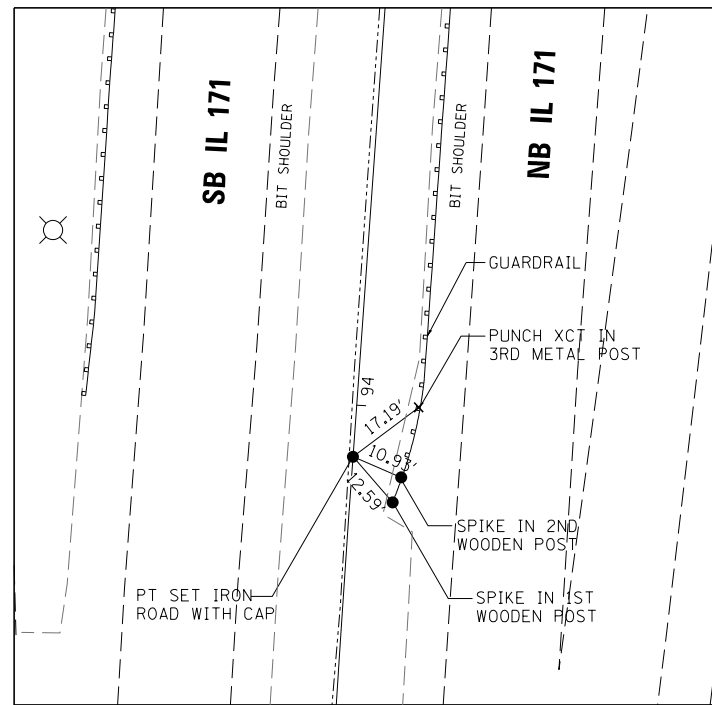 SB IL 171
BIT SHOULDER
BIT SHOULDER
NB IL 171
GUARDRAIL
PUNCH XCT IN
3RD METAL POST
94
17.19'
10.93'
12.59'
SPIKE IN 2ND
WOODEN POST
PT SET IRON
ROAD WITH CAP
SPIKE IN 1ST
WOODEN POST